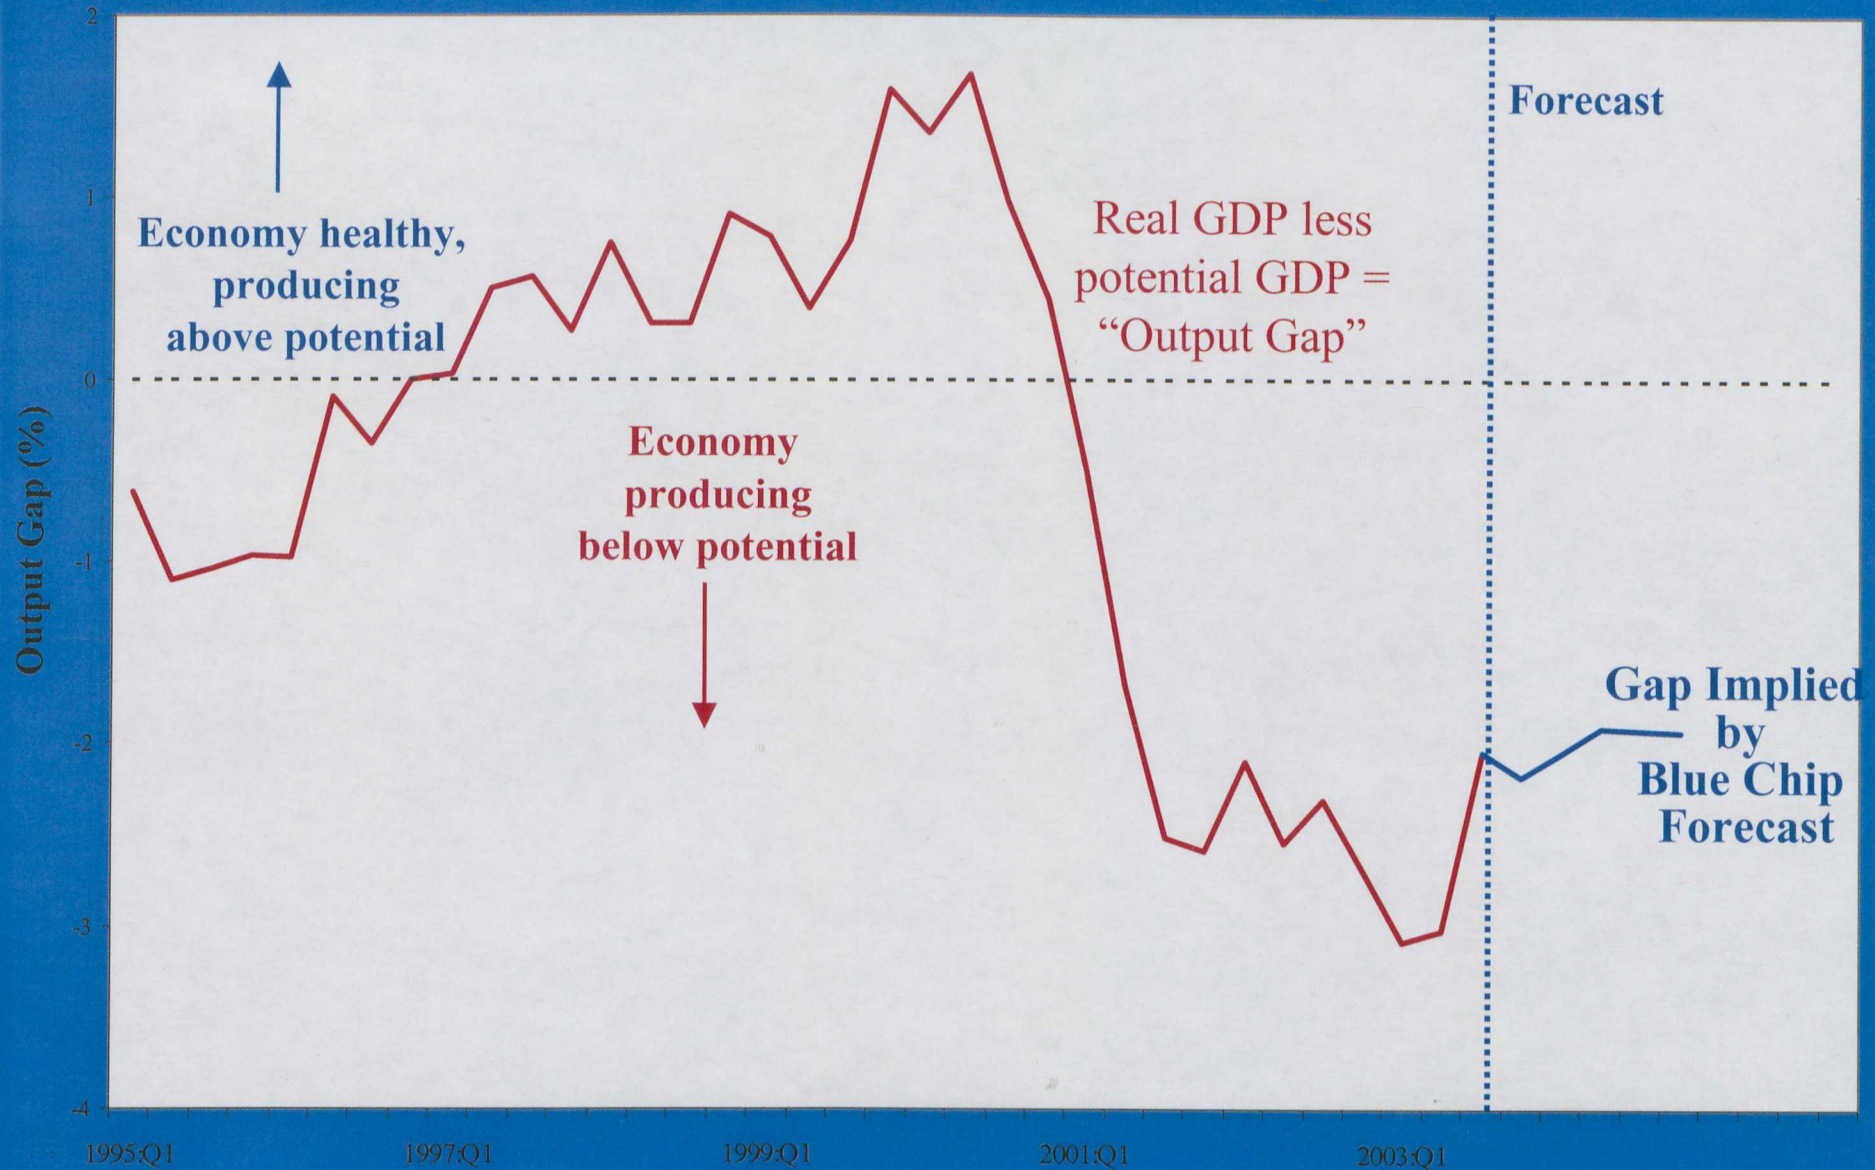 2
1
0
-1
-2
-3
-4
Output Gap (%)
Economy healthy,
producing
above potential
Economy
producing
below potential
Real GDP less
potential GDP =
“Output Gap”
Forecast
Gap Implied
by
Blue Chip
Forecast
1995:Q1 1997:Q1 1999:Q1 2001:Q1 2003:Q1